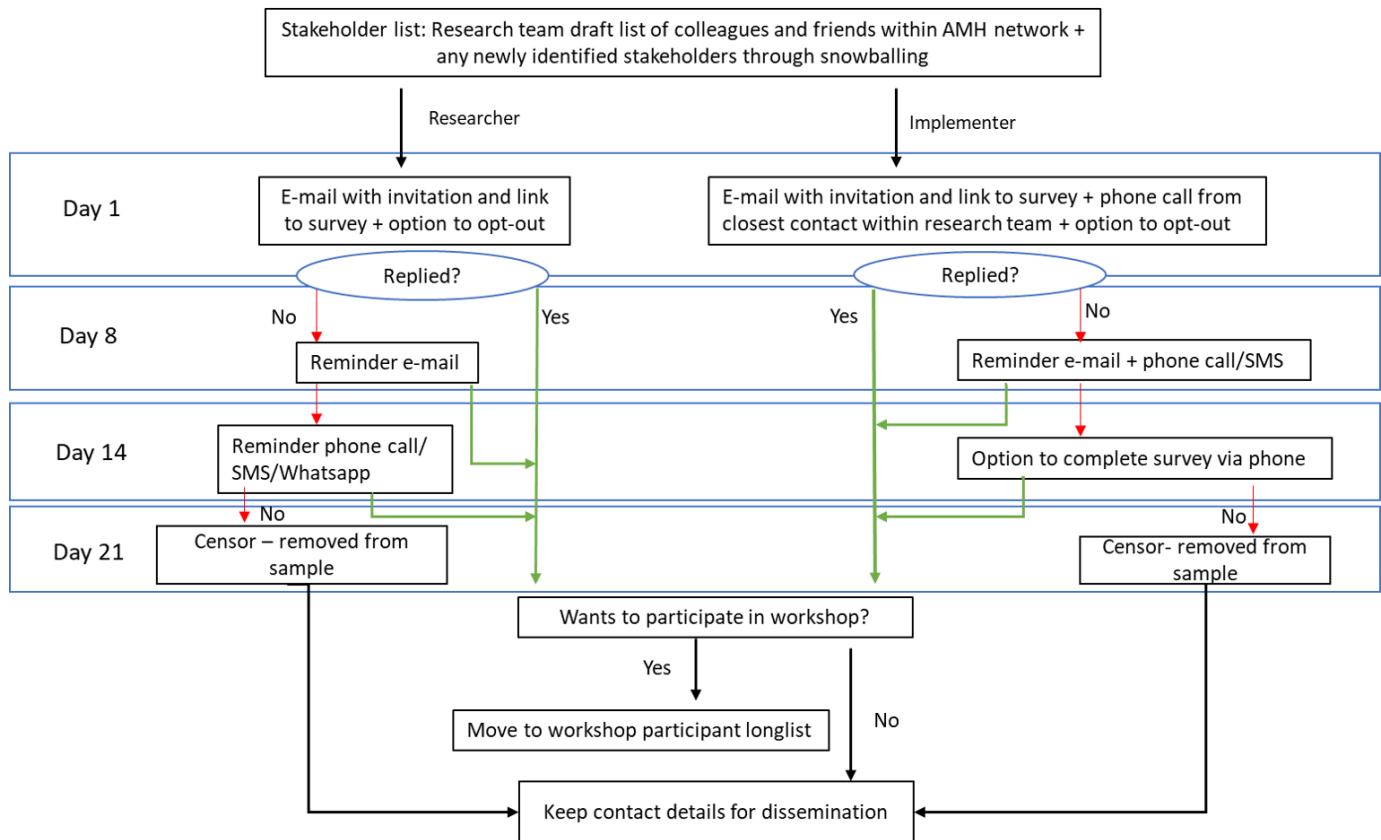 Stakeholder list: Research team draft list of colleagues and friends within AMH network +
any newly identified stakeholders through snowballing
Researcher
Implementer
Day 1
E-mail with invitation and link
to survey + option to opt-out
E-mail with invitation and link to survey + phone call from
closest contact within research team + option to opt-out
Replied?
Replied?
Day 8
No
Yes
Yes
No
Reminder e-mail
Reminder e-mail + phone call/SMS
Day 14
Reminder phone call/
SMS/Whatsapp
Option to complete survey via phone
Day 21
No
No
Censor – removed from
sample
Censor- removed from
sample
Wants to participate in workshop?
Yes
No
Move to workshop participant longlist
Keep contact details for dissemination